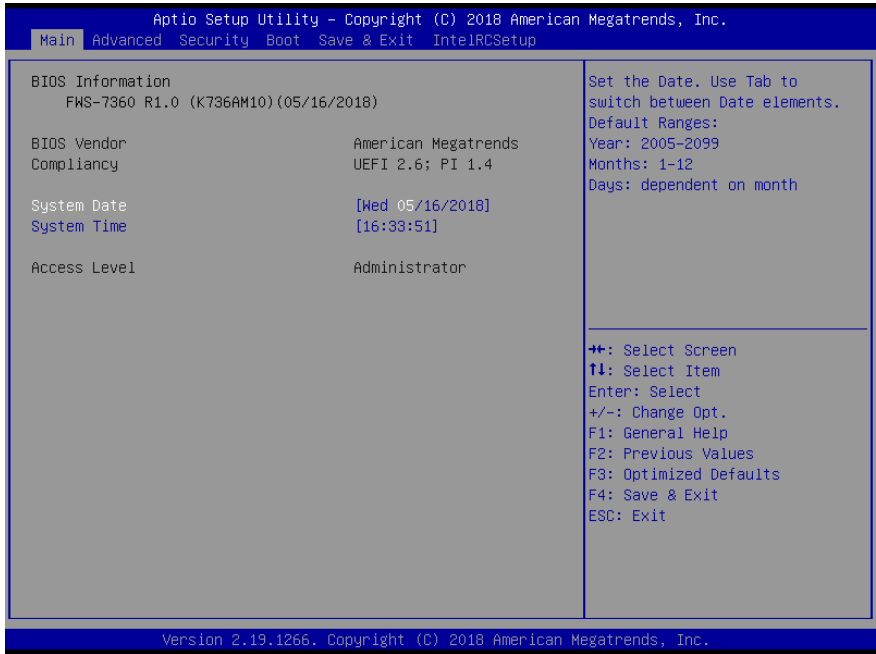 Aptio Setup Utility – Copyright (C) 2018 American Megatrends, Inc.
Main Advanced Security Boot Save & Exit IntelRCSetup
BIOS Information
FWS-7360 R1.0 (K736AM10)(05/16/2018)
BIOS Vendor American Megatrends
Compliancy UEFI 2.6; PI 1.4
System Date [Wed 05/16/2018]
System Time [16:33:51]
Access Level Administrator
Set the Date. Use Tab to
switch between Date elements.
Default Ranges:
Year: 2005-2099
Months: 1-12
Days: dependent on month
→←: Select Screen
↑↓: Select Item
Enter: Select
+/-: Change Opt.
F1: General Help
F2: Previous Values
F3: Optimized Defaults
F4: Save & Exit
ESC: Exit
Version 2.19.1266. Copyright (C) 2018 American Megatrends, Inc.